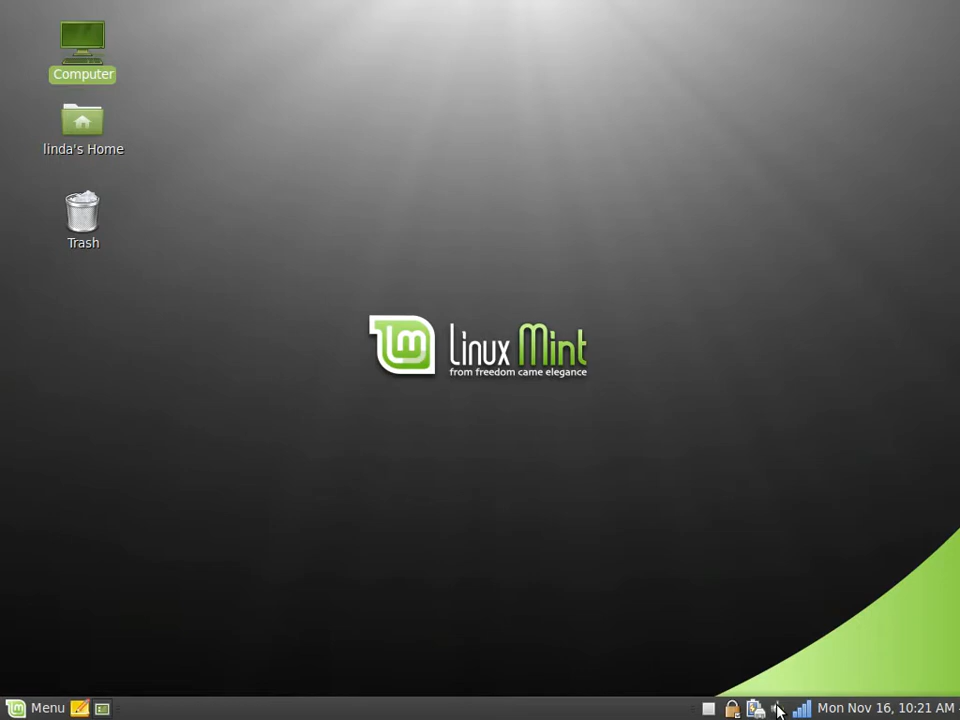 Computer
linda's Home
Trash
Linux Mint
from freedom came elegance
Menu
Mon Nov 16, 10:21 AM